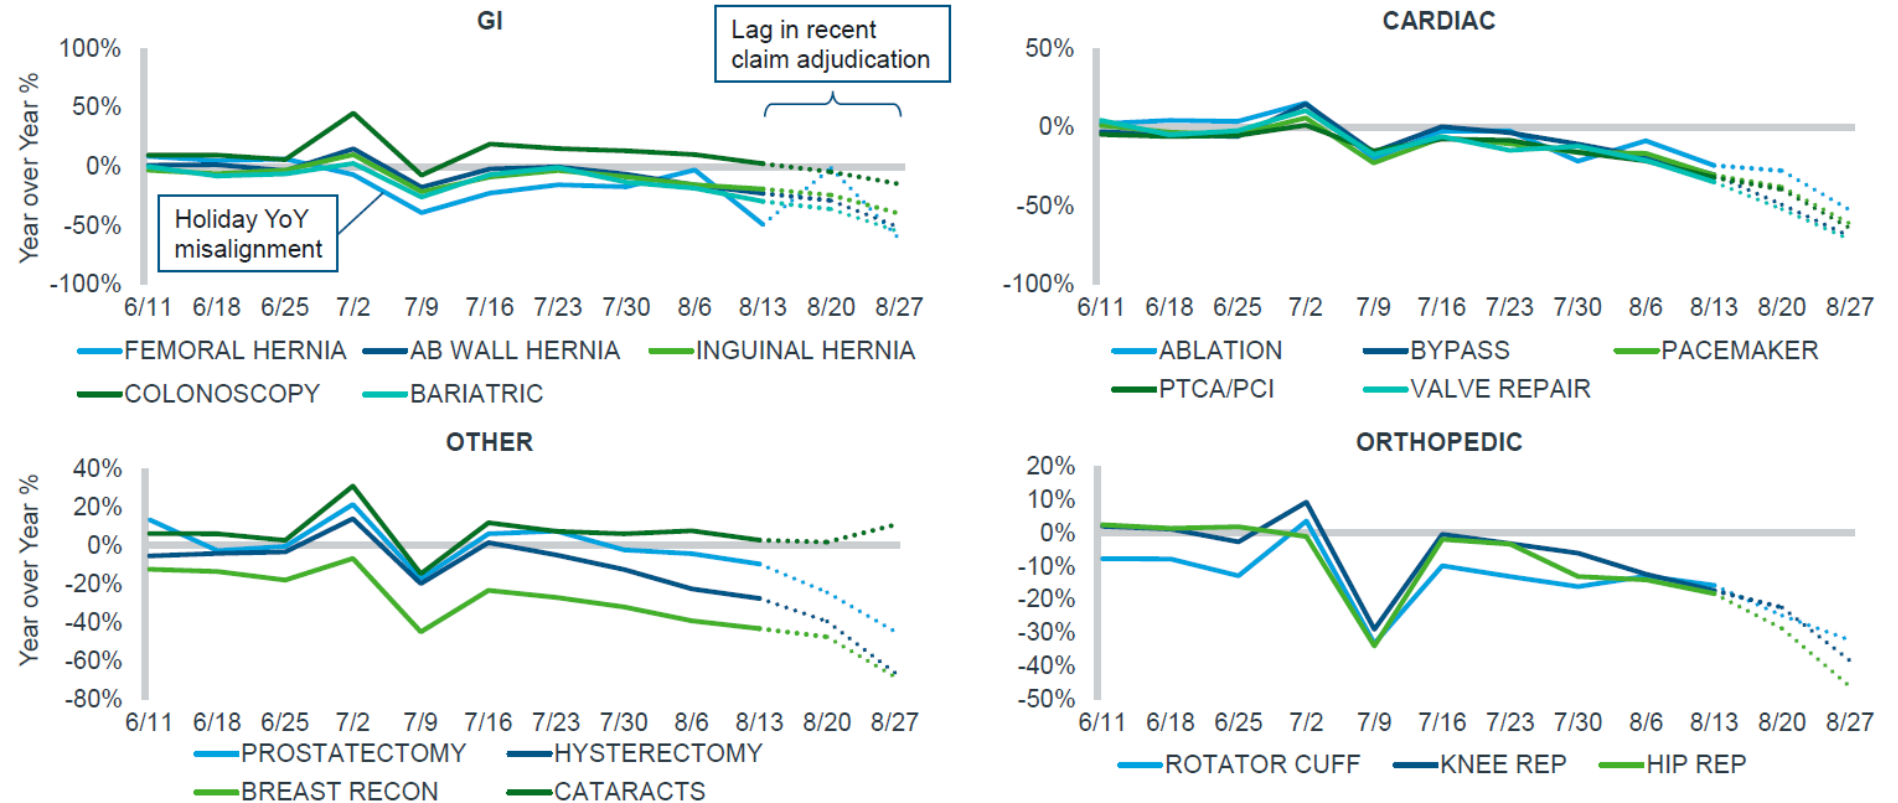 GI
100%
50%
0%
-50%
-100%
Year over Year %
Lag in recent
claim adjudication
Holiday YoY
misalignment
6/11 6/18 6/25 7/2 7/9 7/16 7/23 7/30 8/6 8/13 8/20 8/27
FEMORAL HERNIA AB WALL HERNIA INGUINAL HERNIA
COLONOSCOPY BARIATRIC
CARDIAC
50%
0%
-50%
-100%
6/11 6/18 6/25 7/2 7/9 7/16 7/23 7/30 8/6 8/13 8/20 8/27
ABLATION BYPASS PACEMAKER
PTCA/PCI VALVE REPAIR
OTHER
40%
20%
0%
-20%
-40%
-60%
-80%
Year over Year %
6/11 6/18 6/25 7/2 7/9 7/16 7/23 7/30 8/6 8/13 8/20 8/27
PROSTATECTOMY HYSTERECTOMY
BREAST RECON CATARACTS
ORTHOPEDIC
20%
10%
0%
-10%
-20%
-30%
-40%
-50%
6/11 6/18 6/25 7/2 7/9 7/16 7/23 7/30 8/6 8/13 8/20 8/27
ROTATOR CUFF KNEE REP HIP REP